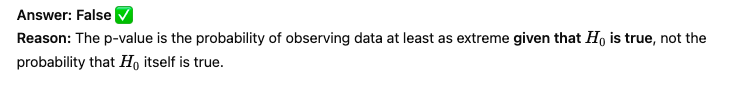 Answer: False ✅
Reason: The p-value is the probability of observing data at least as extreme given that H₀ is true, not the
probability that H₀ itself is true.